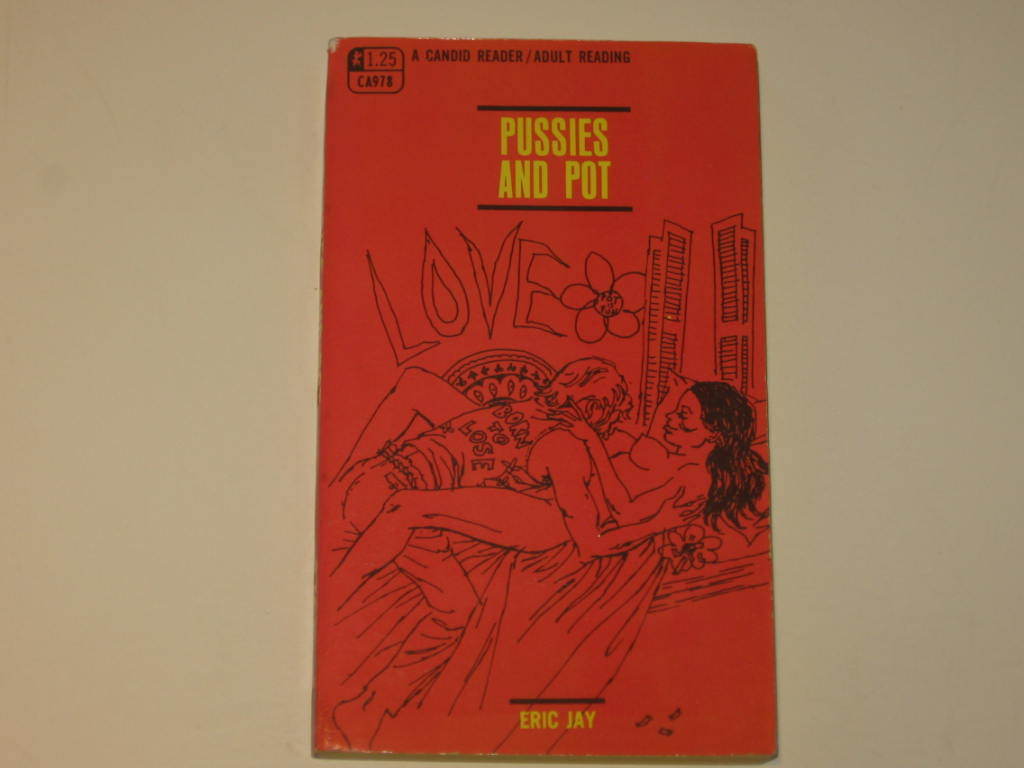 1.25
CA978
A CANDID READER/ADULT READING
PUSSIES
AND POT
LOVE
BORN
TO
LOSE
ERIC JAY